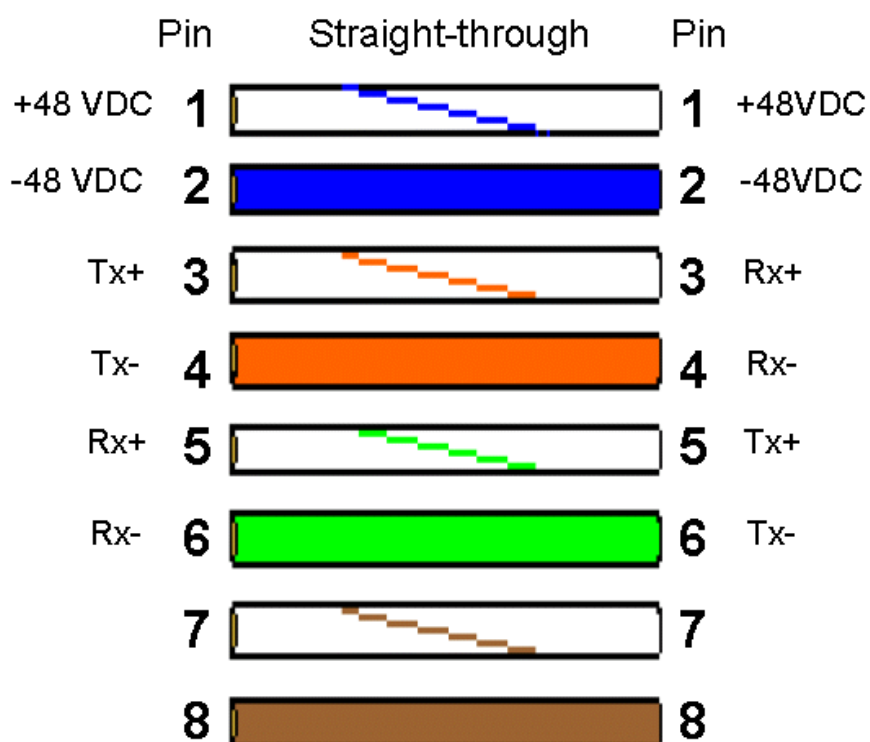 Pin Straight-through Pin
+48 VDC 1 1 +48VDC
-48 VDC 2 2 -48VDC
Tx+ 3 3 Rx+
Tx- 4 4 Rx-
Rx+ 5 5 Tx+
Rx- 6 6 Tx-
7 7
8 8